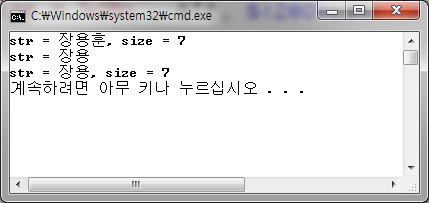 C:₩Windows₩system32₩cmd.exe
str = 장용훈, size = 7
str = 장용
str = 장용, size = 7
계속하려면 아무 키나 누르십시오 . . .